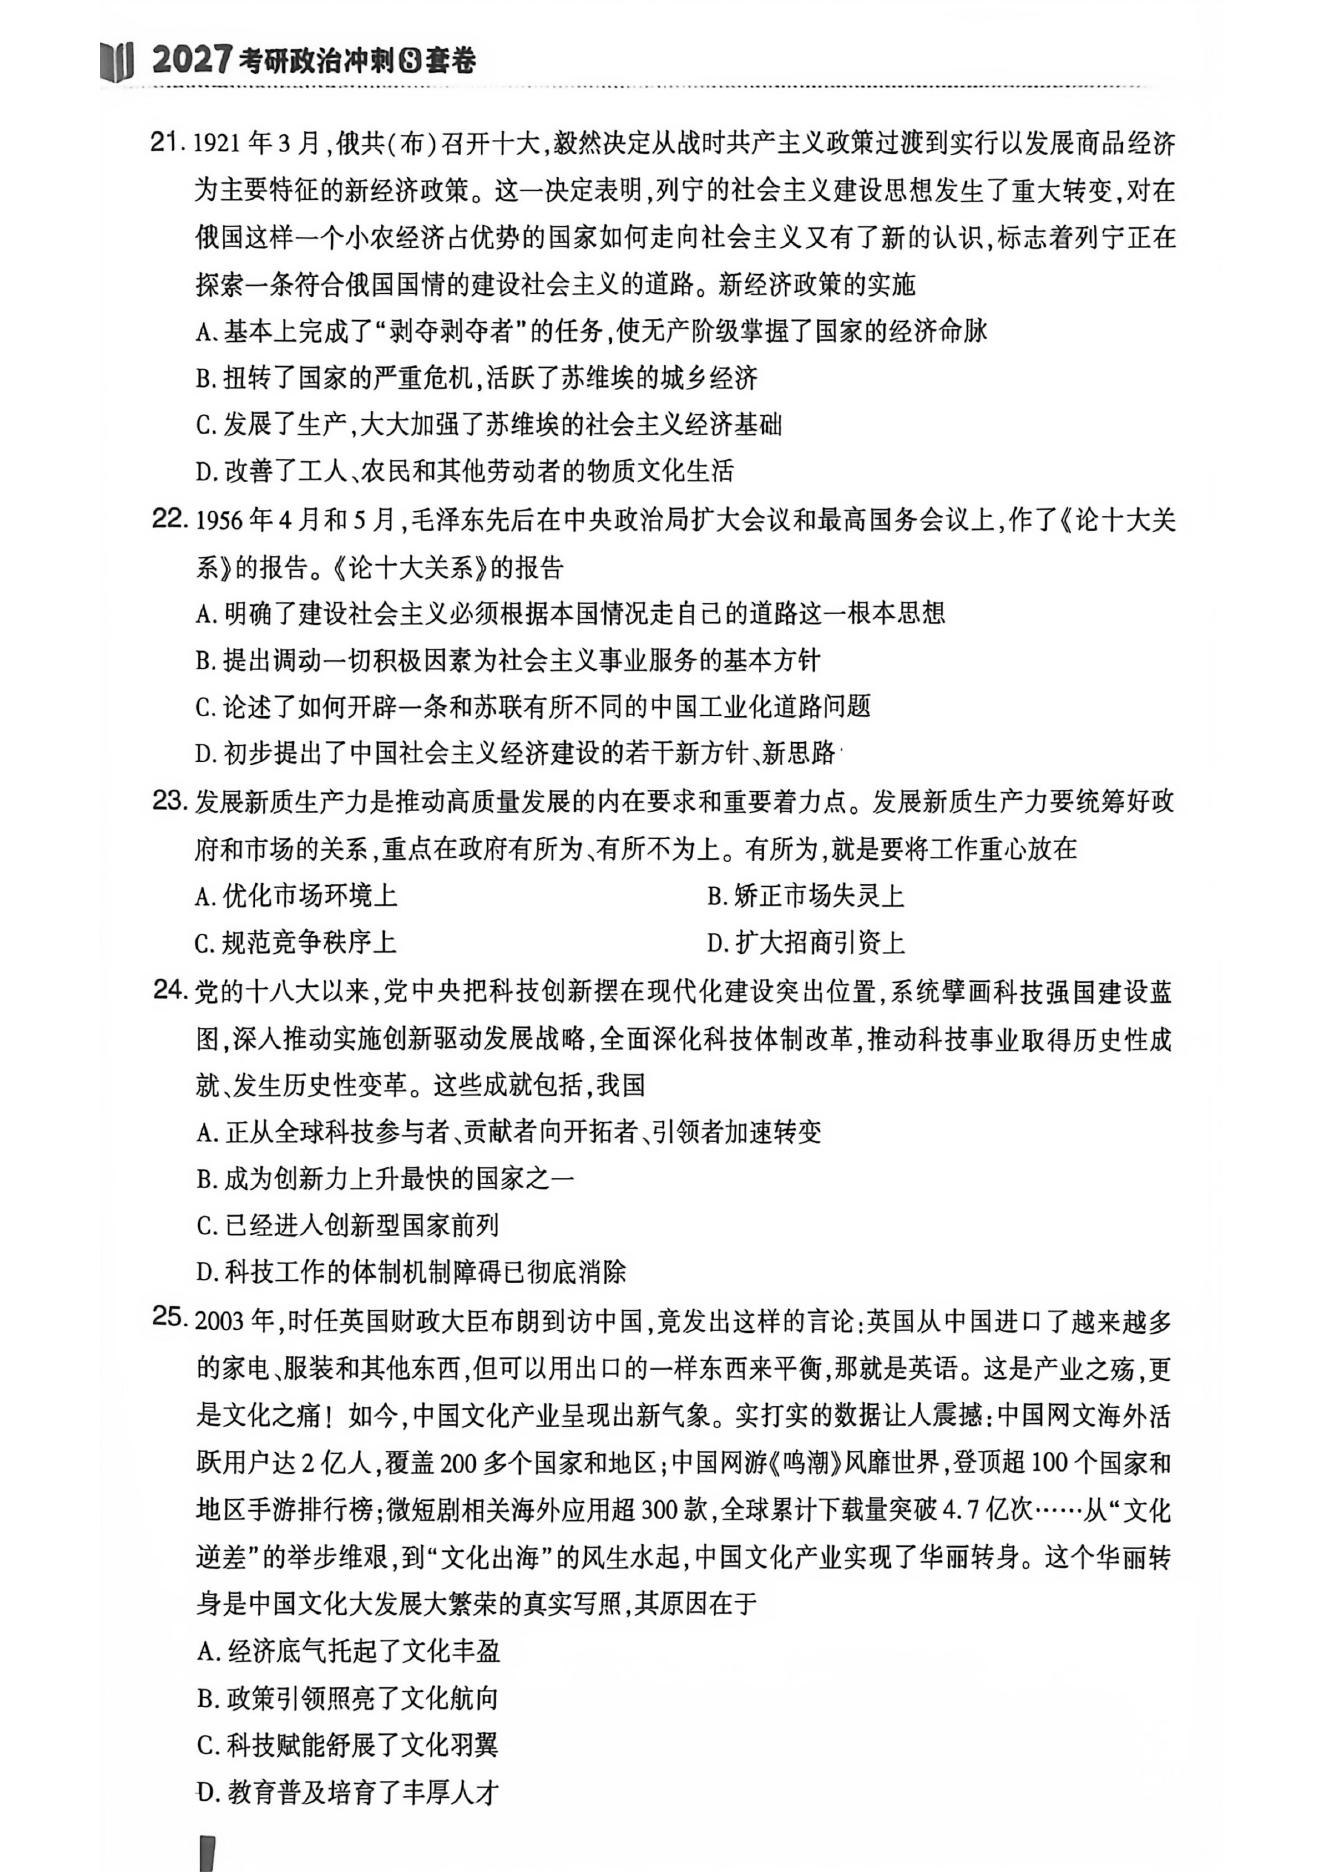 2027考研政治冲刺8套卷
21. 1921 年 3 月,俄共(布)召开十大,毅然决定从战时共产主义政策过渡到实行以发展商品经济
为主要特征的新经济政策。这一决定表明,列宁的社会主义建设思想发生了重大转变,对在
俄国这样一个小农经济占优势的国家如何走向社会主义又有了新的认识,标志着列宁正在
探索一条符合俄国国情的建设社会主义的道路。新经济政策的实施
A. 基本上完成了“剥夺剥夺者”的任务,使无产阶级掌握了国家的经济命脉
B. 扭转了国家的严重危机,活跃了苏维埃的城乡经济
C. 发展了生产,大大加强了苏维埃的社会主义经济基础
D. 改善了工人、农民和其他劳动者的物质文化生活
22. 1956 年 4 月和 5 月,毛泽东先后在中央政治局扩大会议和最高国务会议上,作了《论十大关
系》的报告。《论十大关系》的报告
A. 明确了建设社会主义必须根据本国情况走自己的道路这一根本思想
B. 提出调动一切积极因素为社会主义事业服务的基本方针
C. 论述了如何开辟一条和苏联有所不同的中国工业化道路问题
D. 初步提出了中国社会主义经济建设的若干新方针、新思路
23. 发展新质生产力是推动高质量发展的内在要求和重要着力点。发展新质生产力要统筹好政
府和市场的关系,重点在政府有所为、有所不为上。有所为,就是要将工作重心放在
A. 优化市场环境上 B. 矫正市场失灵上
C. 规范竞争秩序上 D. 扩大招商引资上
24. 党的十八大以来,党中央把科技创新摆在现代化建设突出位置,系统擘画科技强国建设蓝
图,深入推动实施创新驱动发展战略,全面深化科技体制改革,推动科技事业取得历史性成
就、发生历史性变革。这些成就包括,我国
A. 正从全球科技参与者、贡献者向开拓者、引领者加速转变
B. 成为创新力上升最快的国家之一
C. 已经进入创新型国家前列
D. 科技工作的体制机制障碍已彻底消除
25. 2003 年,时任英国财政大臣布朗到访中国,竟发出这样的言论:英国从中国进口了越来越多
的家电、服装和其他东西,但可以用出口的一样东西来平衡,那就是英语。这是产业之殇,更
是文化之痛! 如今,中国文化产业呈现出新气象。实打实的数据让人震撼:中国网文海外活
跃用户达 2 亿人,覆盖 200 多个国家和地区;中国网游《鸣潮》风靡世界,登顶超 100 个国家和
地区手游排行榜;微短剧相关海外应用超 300 款,全球累计下载量突破 4.7 亿次……从“文化
逆差”的举步维艰,到“文化出海”的风生水起,中国文化产业实现了华丽转身。这个华丽转
身是中国文化大发展大繁荣的真实写照,其原因在于
A. 经济底气托起了文化丰盈
B. 政策引领照亮了文化航向
C. 科技赋能舒展了文化羽翼
D. 教育普及培育了丰厚人才